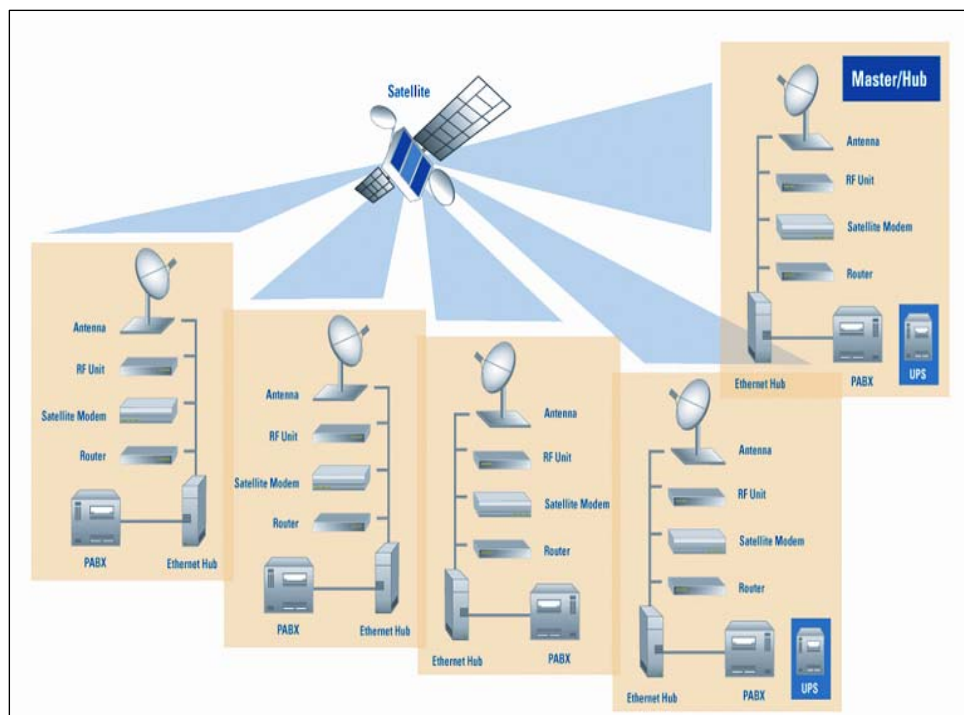 Satellite
Master/Hub
Antenna
RF Unit
Satellite Modem
Router
Ethernet Hub
PABX
UPS
Antenna
RF Unit
Satellite Modem
Router
PABX
Ethernet Hub
Antenna
RF Unit
Satellite Modem
Router
PABX
Ethernet Hub
Antenna
RF Unit
Satellite Modem
Router
Ethernet Hub
PABX
Antenna
RF Unit
Satellite Modem
Router
Ethernet Hub
PABX
UPS